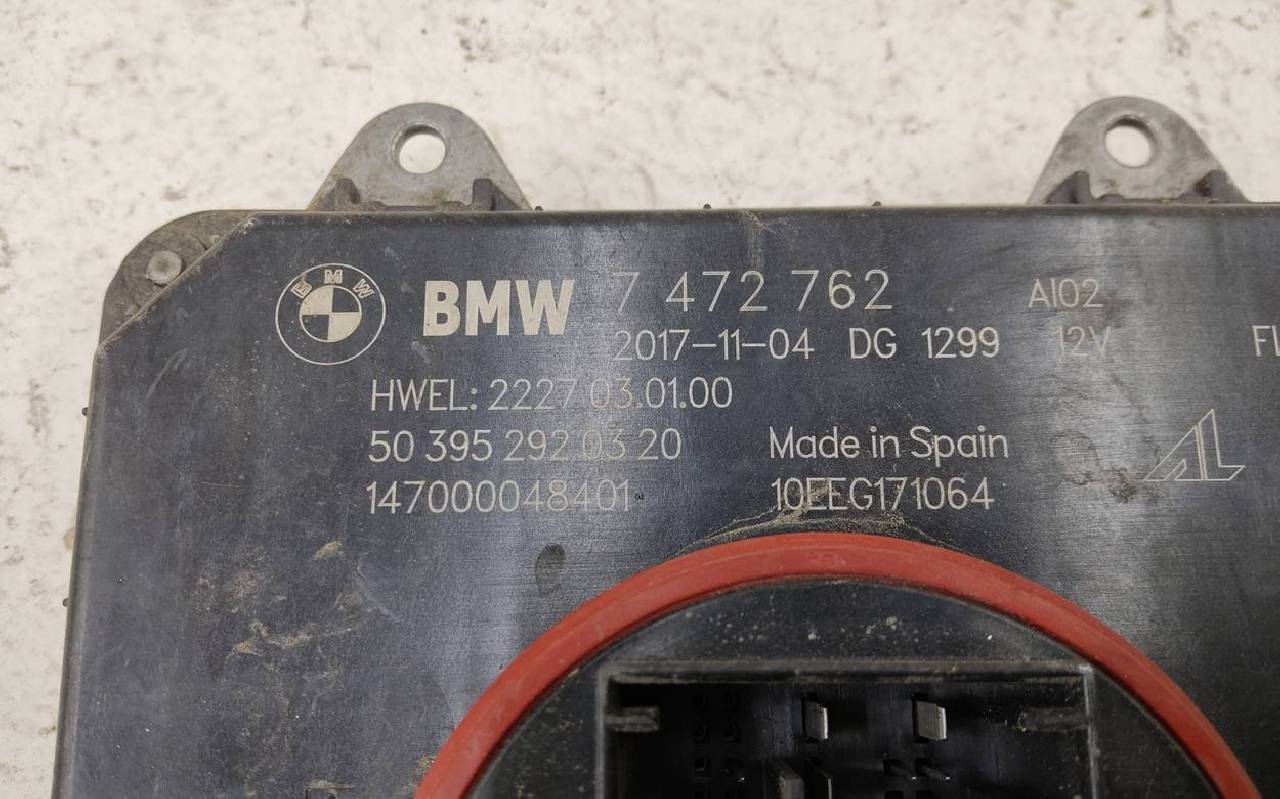 BMW
BMW 7 472 762 AI02
2017-11-04 DG 1299 12V
HWEL: 2227 03.01.00
50 395 292 03 20 Made in Spain AL
147000048401 10EEG171064